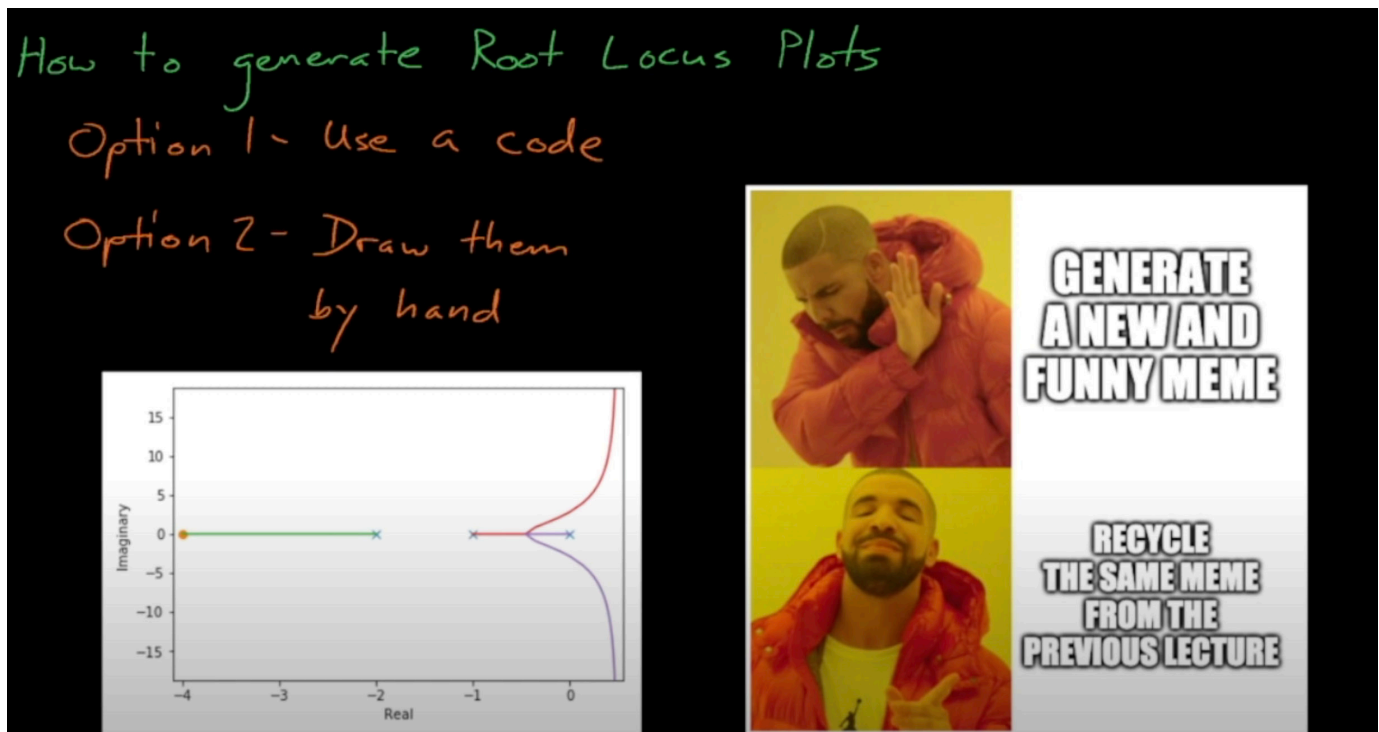 How to generate Root Locus Plots
Option 1- Use a code
Option 2- Draw them
by hand
15
10
5
0
−5
−10
−15
Imaginary
−4 −3 −2 −1 0
Real
GENERATE
A NEW AND
FUNNY MEME
RECYCLE
THE SAME MEME
FROM THE
PREVIOUS LECTURE